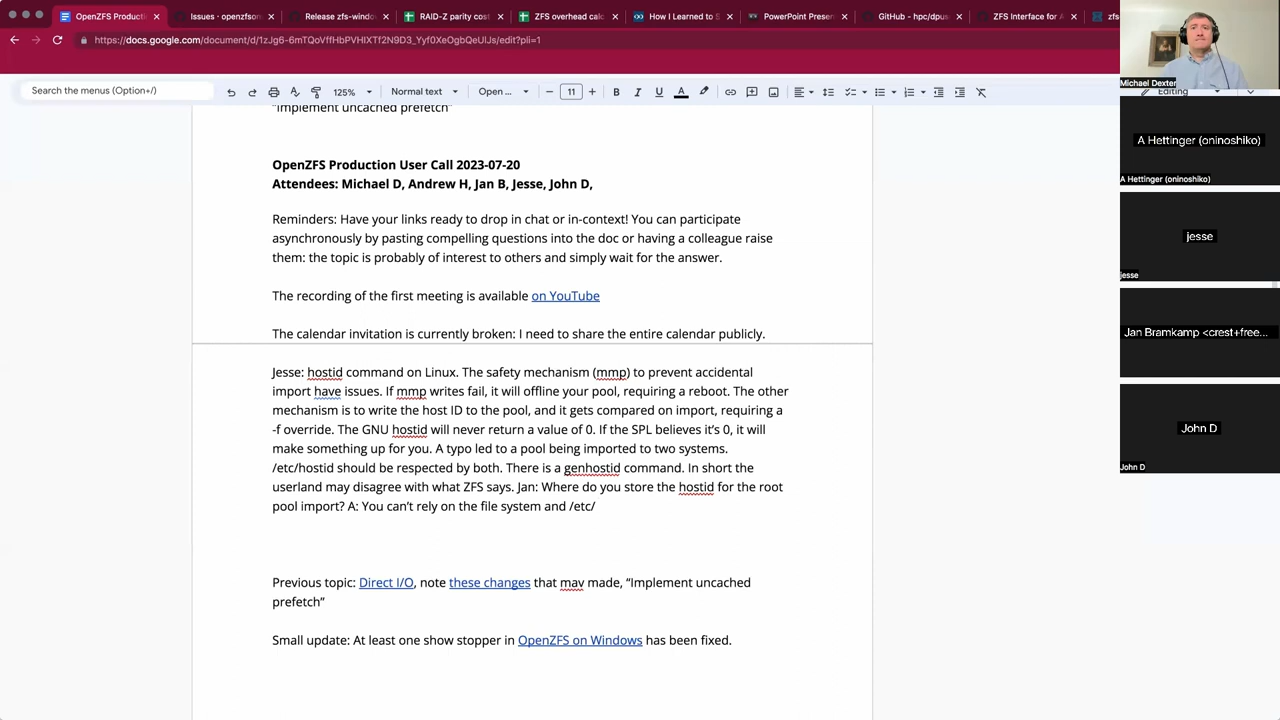 OpenZFS Producti
Issues · openzfson
Release zfs-windo
RAID-Z parity cost
ZFS overhead calc
How I Learned to S
PowerPoint Presen
GitHub - hpc/dpus
ZFS Interface for A
zfs
https://docs.google.com/document/d/1zJg6-6mTQoVffHbPVHIXTf2N9D3_Yyf0XeOgbQeUlJs/edit?pli=1
Search the menus (Option+/)
125%
Normal text
Open ...
11
B I U A
Editing
"Implement uncached prefetch"
OpenZFS Production User Call 2023-07-20
Attendees: Michael D, Andrew H, Jan B, Jesse, John D,
Reminders: Have your links ready to drop in chat or in-context! You can participate
asynchronously by pasting compelling questions into the doc or having a colleague raise
them: the topic is probably of interest to others and simply wait for the answer.
The recording of the first meeting is available on YouTube
The calendar invitation is currently broken: I need to share the entire calendar publicly.
Jesse: hostid command on Linux. The safety mechanism (mmp) to prevent accidental
import have issues. If mmp writes fail, it will offline your pool, requiring a reboot. The other
mechanism is to write the host ID to the pool, and it gets compared on import, requiring a
-f override. The GNU hostid will never return a value of 0. If the SPL believes it's 0, it will
make something up for you. A typo led to a pool being imported to two systems.
/etc/hostid should be respected by both. There is a genhostid command. In short the
userland may disagree with what ZFS says. Jan: Where do you store the hostid for the root
pool import? A: You can't rely on the file system and /etc/
Previous topic: Direct I/O, note these changes that mav made, "Implement uncached
prefetch"
Small update: At least one show stopper in OpenZFS on Windows has been fixed.
Michael Dexter
A Hettinger (oninoshiko)
A Hettinger (oninoshiko)
jesse
jesse
Jan Bramkamp <crest+free...
John D
John D